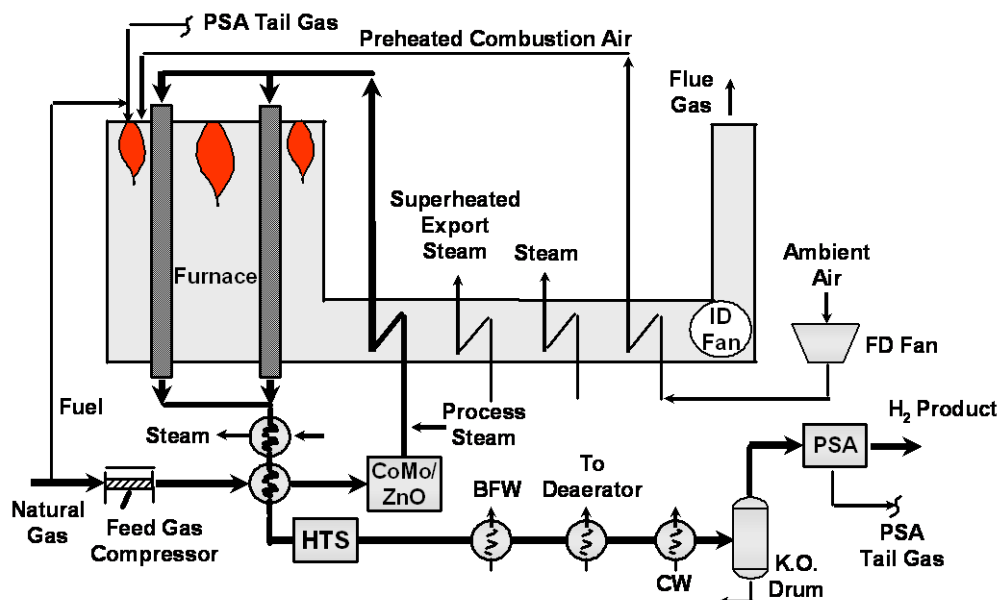 PSA Tail Gas
Preheated Combustion Air
Flue
Gas
Superheated
Export
Steam
Steam
Ambient
Air
Furnace
ID
Fan
FD Fan
Fuel
Process
Steam
H2 Product
Steam
PSA
CoMo/
ZnO
To
Deaerator
BFW
Natural
Gas
Feed Gas
Compressor
HTS
PSA
Tail Gas
CW
K.O.
Drum